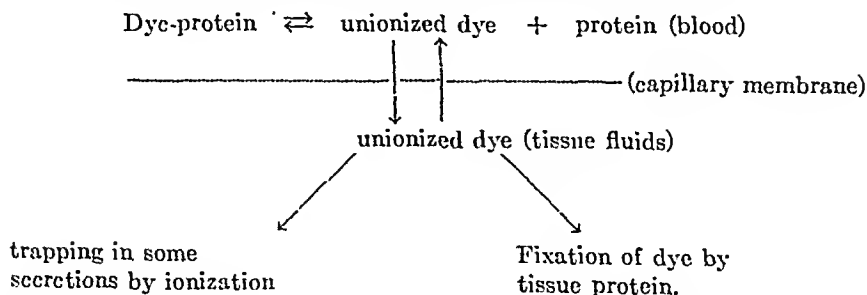 Dye-protein ⇄ unionized dye + protein (blood)
(capillary membrane)
unionized dye (tissue fluids)
trapping in some
secretions by ionization
Fixation of dye by
tissue protein.